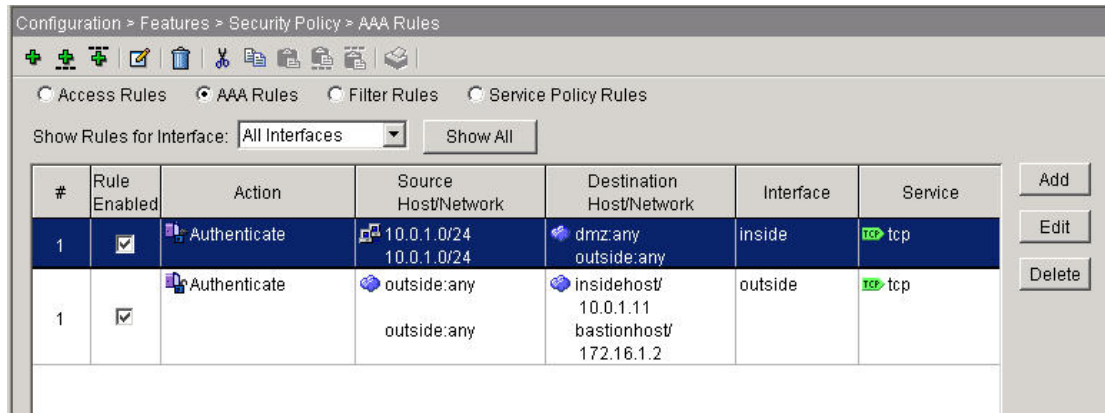 Configuration > Features > Security Policy > AAA Rules
Access Rules AAA Rules Filter Rules Service Policy Rules
Show Rules for Interface: All Interfaces Show All
# Rule Enabled Action Source Host/Network Destination Host/Network Interface Service Add
1 Authenticate 10.0.1.0/24 dmz:any inside TCP tcp Edit
10.0.1.0/24 outside:any
Delete
1 Authenticate outside:any insidehost/ outside TCP tcp
10.0.1.11
outside:any bastionhost/
172.16.1.2